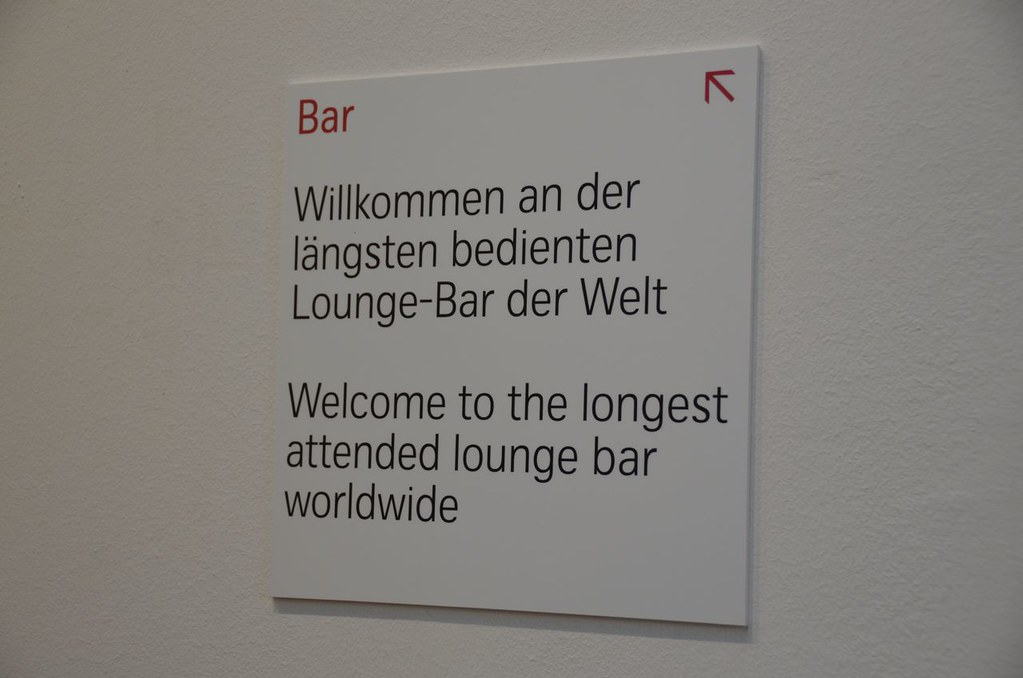 Bar
Willkommen an der
längsten bedienten
Lounge-Bar der Welt
Welcome to the longest
attended lounge bar
worldwide